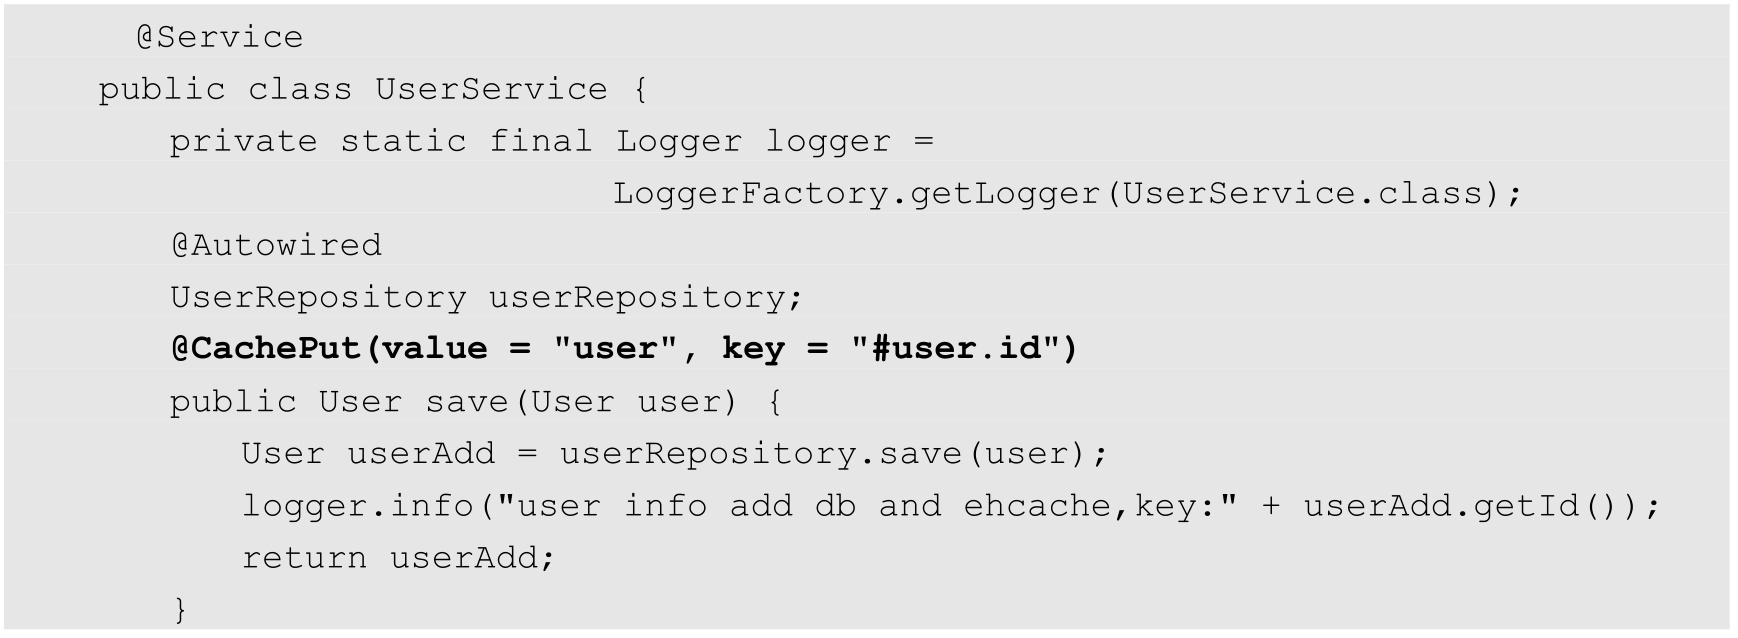 @Service
public class UserService {
private static final Logger logger =
LoggerFactory.getLogger(UserService.class);
@Autowired
UserRepository userRepository;
@CachePut(value = "user", key = "#user.id")
public User save(User user) {
User userAdd = userRepository.save(user);
logger.info("user info add db and ehcache,key:" + userAdd.getId());
return userAdd;
}